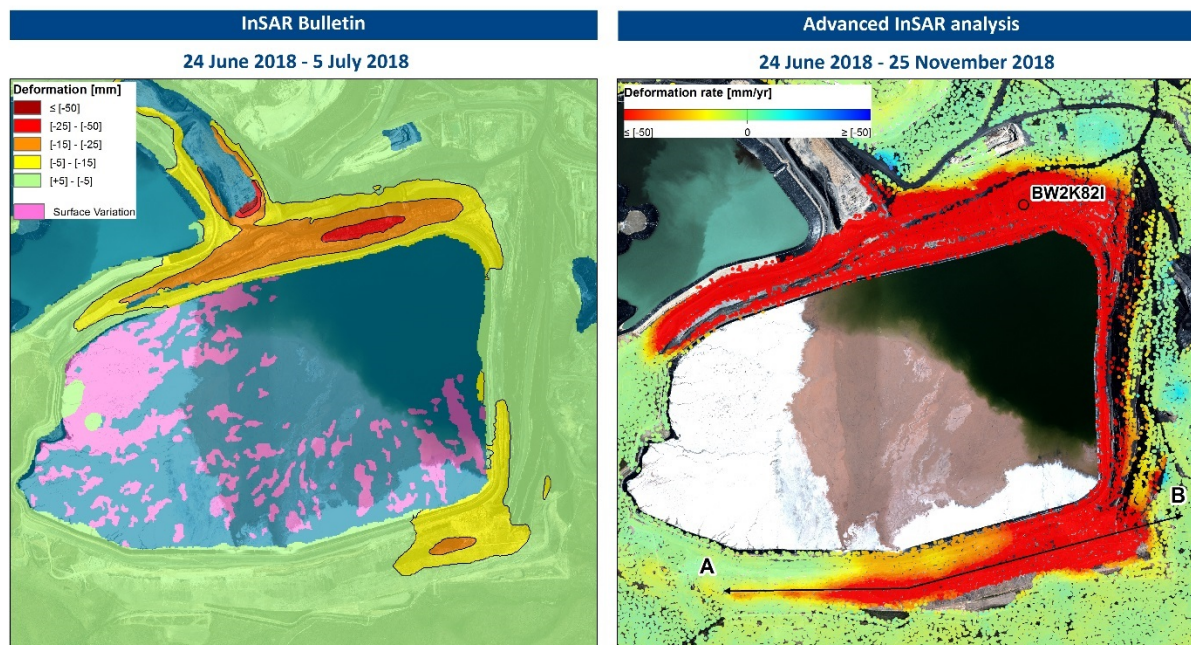 InSAR Bulletin
24 June 2018 - 5 July 2018
Deformation [mm]
≤ [-50]
[-25] - [-50]
[-15] - [-25]
[-5] - [-15]
[+5] - [-5]
Surface Variation
Advanced InSAR analysis
24 June 2018 - 25 November 2018
Deformation rate [mm/yr]
≤ [-50] 0 ≥ [-50]
BW2K82I
B
A